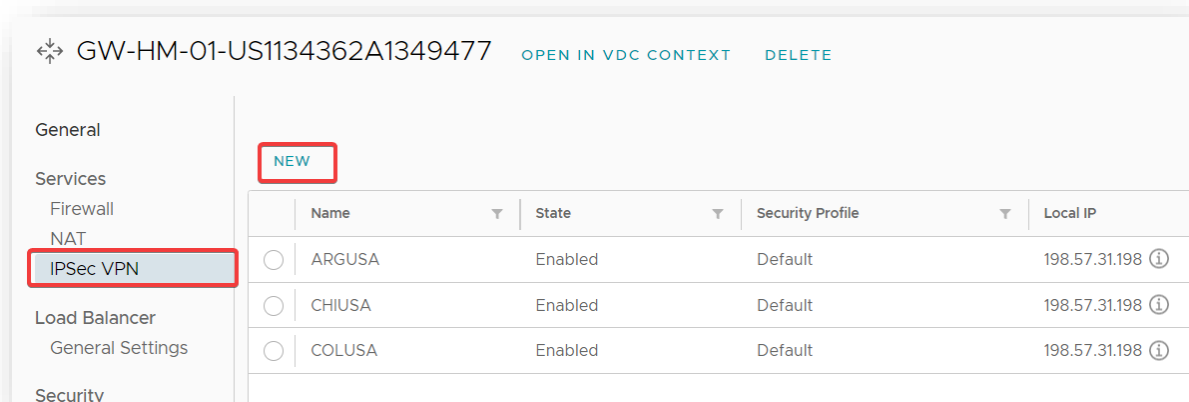 GW-HM-01-US1134362A1349477 OPEN IN VDC CONTEXT DELETE
General
Services
Firewall
NAT
IPSec VPN
Load Balancer
General Settings
Security
NEW
Name State Security Profile Local IP
ARGUSA Enabled Default 198.57.31.198
CHIUSA Enabled Default 198.57.31.198
COLUSA Enabled Default 198.57.31.198